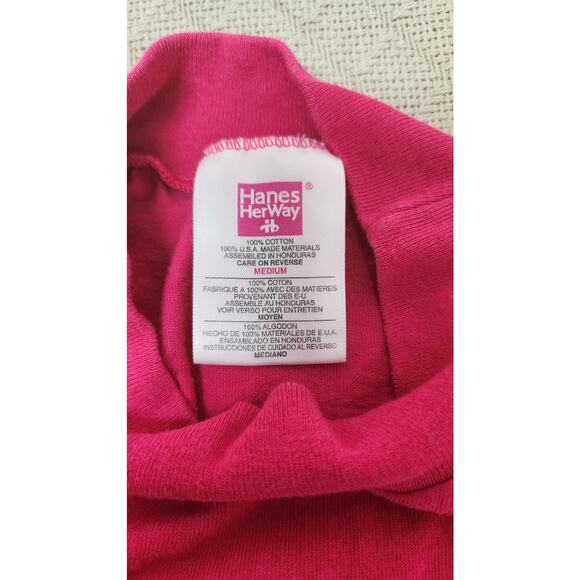 Hanes
HerWay
®
100% COTTON
100% U.S.A. MADE MATERIALS
ASSEMBLED IN HONDURAS
CARE ON REVERSE
MEDIUM
100% COTON
FABRIQUE A 100% AVEC DES MATIERES
PROVENANT DES E-U
ASSEMBLE AU HONDURAS
VOIR VERSO POUR ENTRETIEN
MOYEN
100% ALGODON
HECHO DE 100% MATERIALES DE E.U.A.
ENSAMBLADO EN HONDURAS
INSTRUCCIONES DE CUIDADO AL REVERSO
MEDIANO